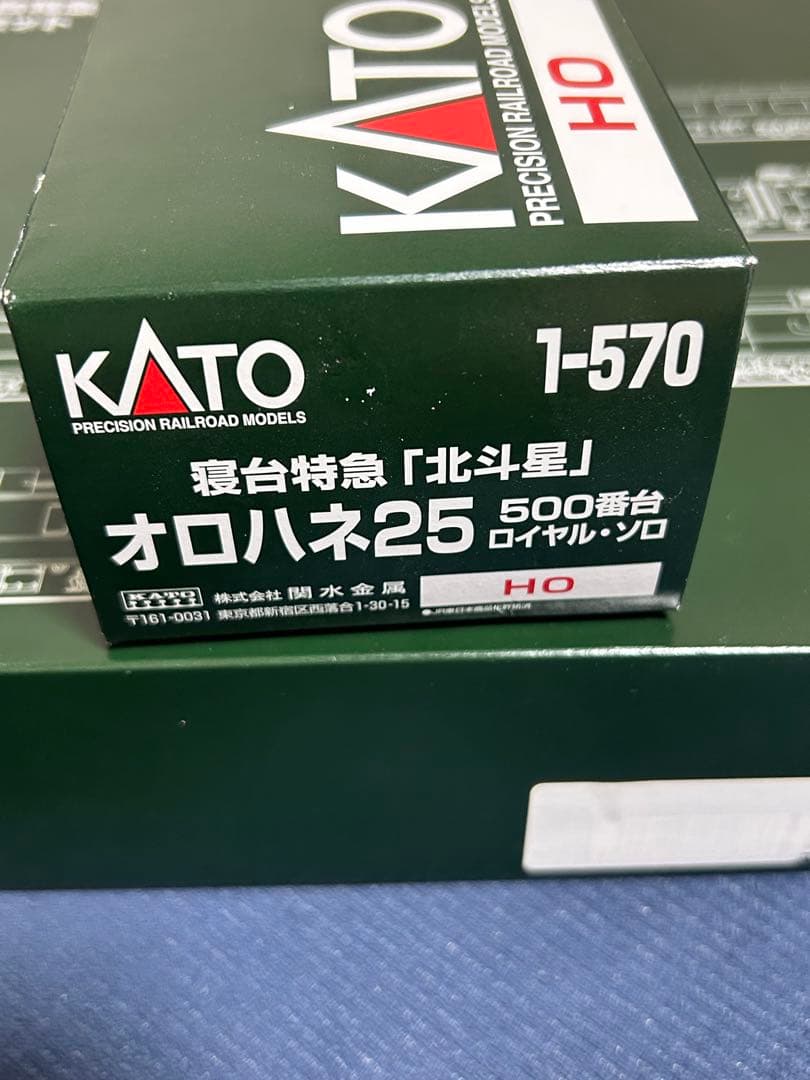 KATO
PRECISION RAILROAD MODELS
HO
KATO
PRECISION RAILROAD MODELS
1-570
寝台特急「北斗星」
オロハネ25
500番台
ロイヤル・ソロ
KATO
株式会社 関水金属
〒161-0031 東京都新宿区西落合1-30-15
HO